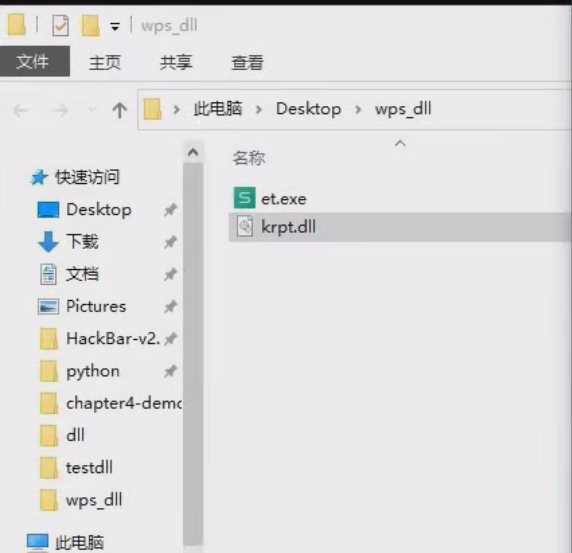 wps_dll
文件 主页 共享 查看
此电脑 Desktop wps_dll
名称
et.exe
krpt.dll
快速访问
Desktop
下载
文档
Pictures
HackBar-v2.
python
chapter4-demo
dll
testdll
wps_dll
此电脑